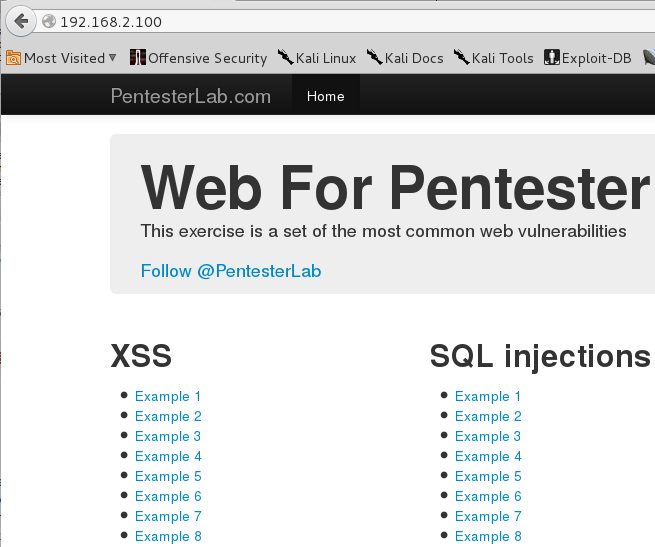 192.168.2.100
Most Visited Offensive Security Kali Linux Kali Docs Kali Tools Exploit-DB
PentesterLab.com Home
Web For Pentester
This exercise is a set of the most common web vulnerabilities
Follow @PentesterLab
XSS
Example 1
Example 2
Example 3
Example 4
Example 5
Example 6
Example 7
Example 8
SQL injections
Example 1
Example 2
Example 3
Example 4
Example 5
Example 6
Example 7
Example 8